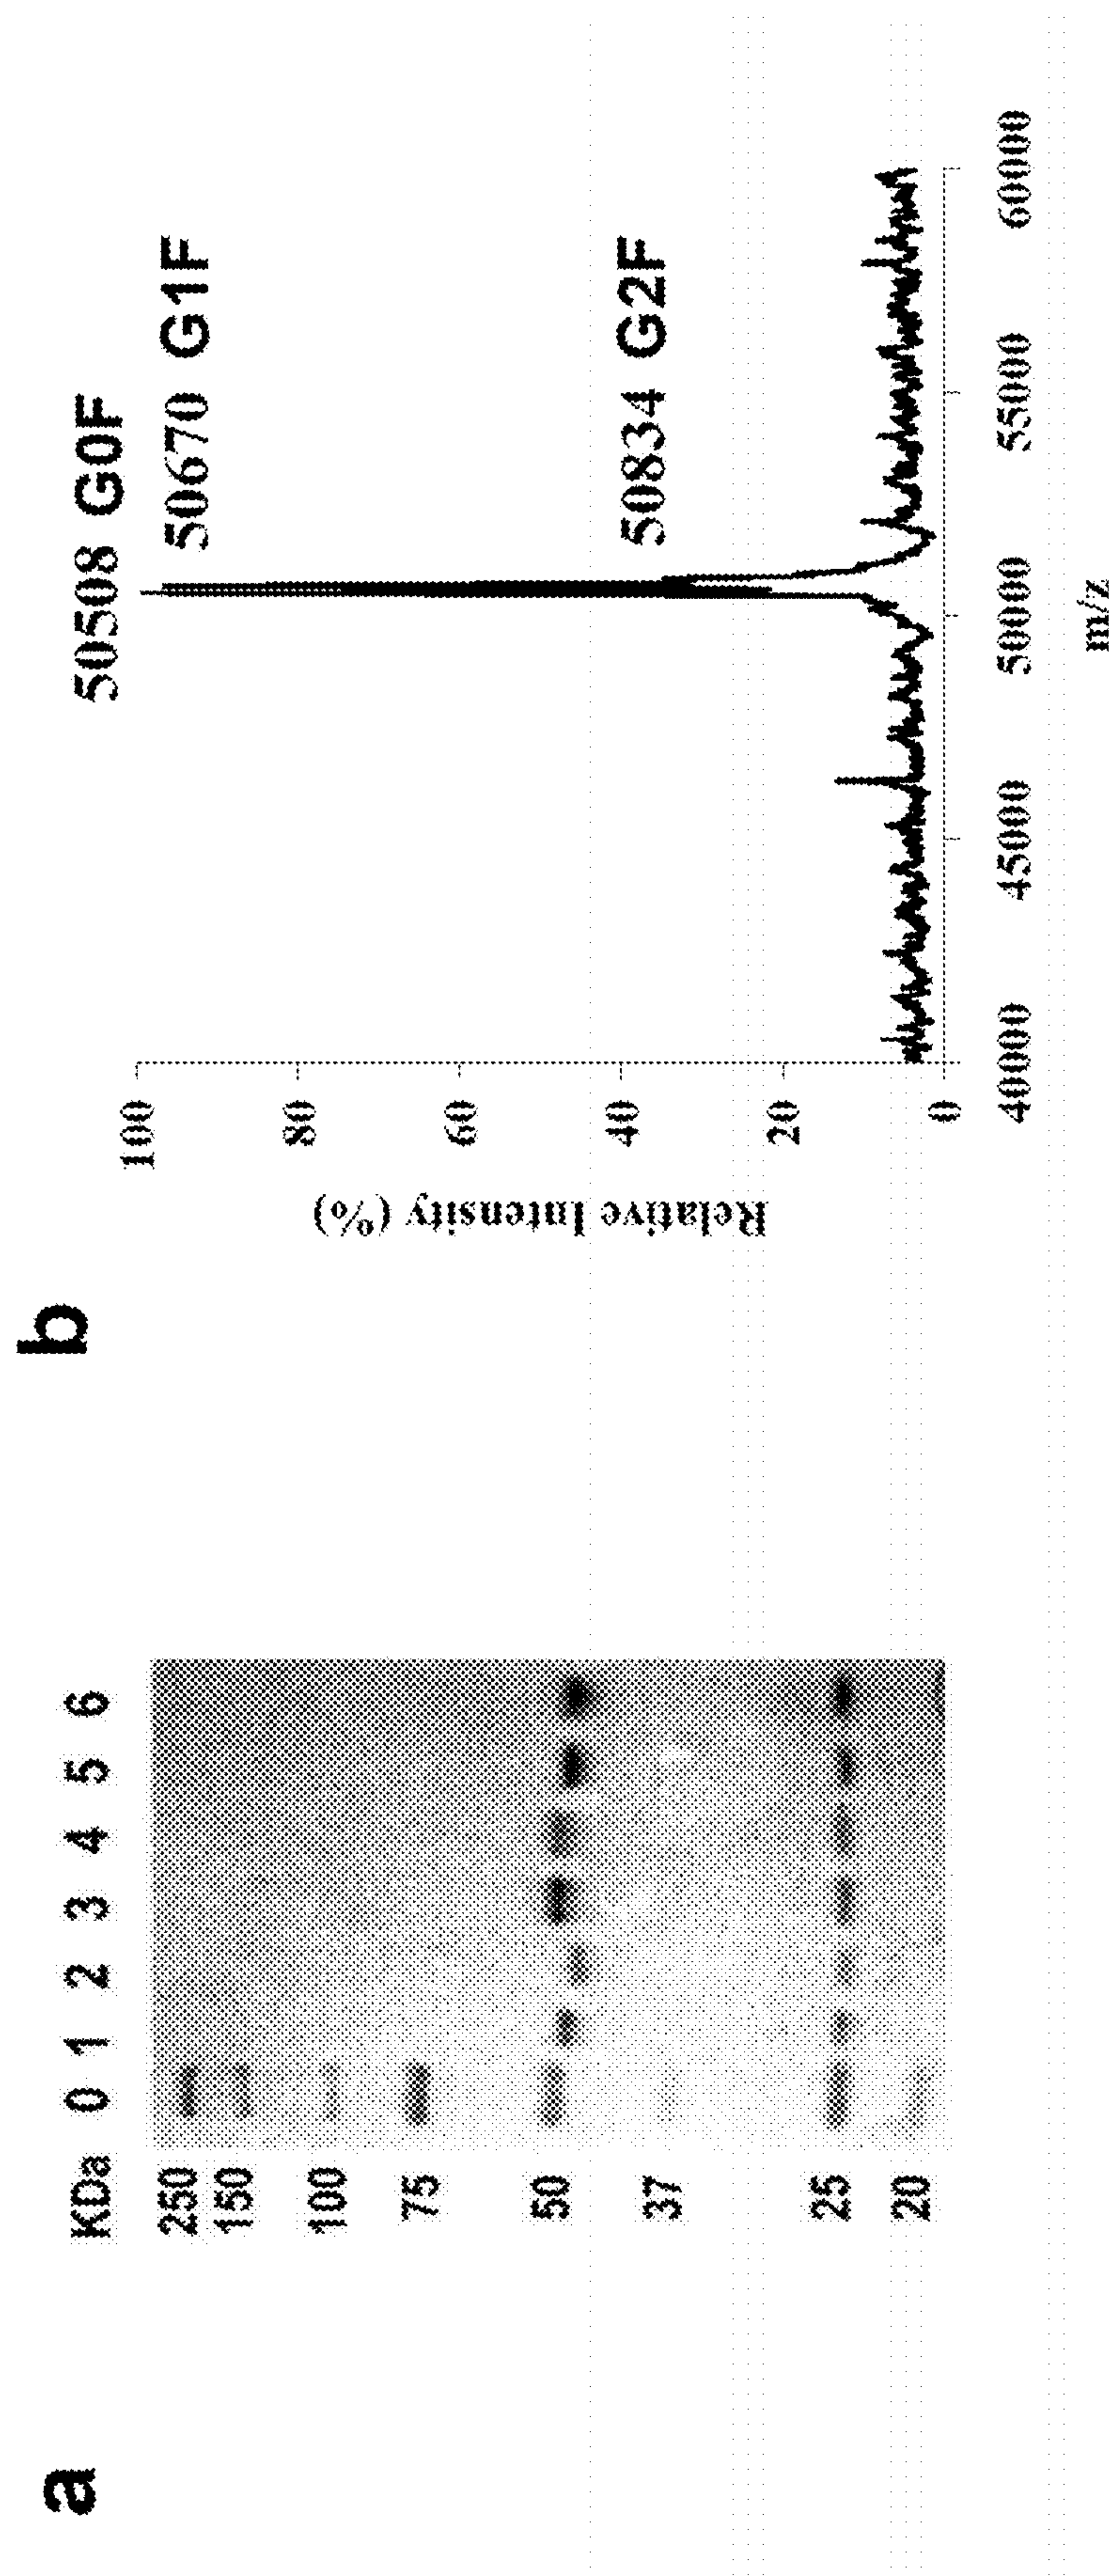 a
KDa 0 1 2 3 4 5 6
250
150
100
75
50
37
25
20
b
50508 G0F
50670 G1F
50834 G2F
Relative Intensity (%)
100
80
60
40
20
0
40000 45000 50000 55000 60000
m/z